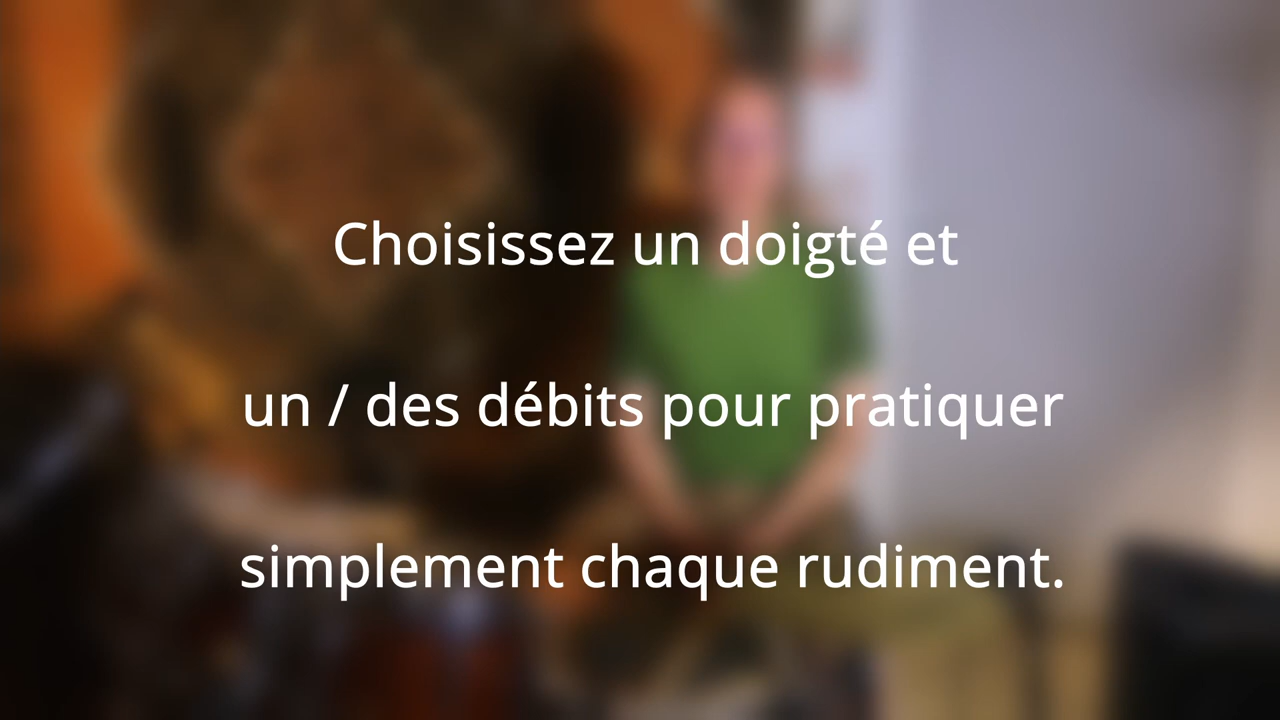 Choisissez un doigté et
un / des débits pour pratiquer
simplement chaque rudiment.